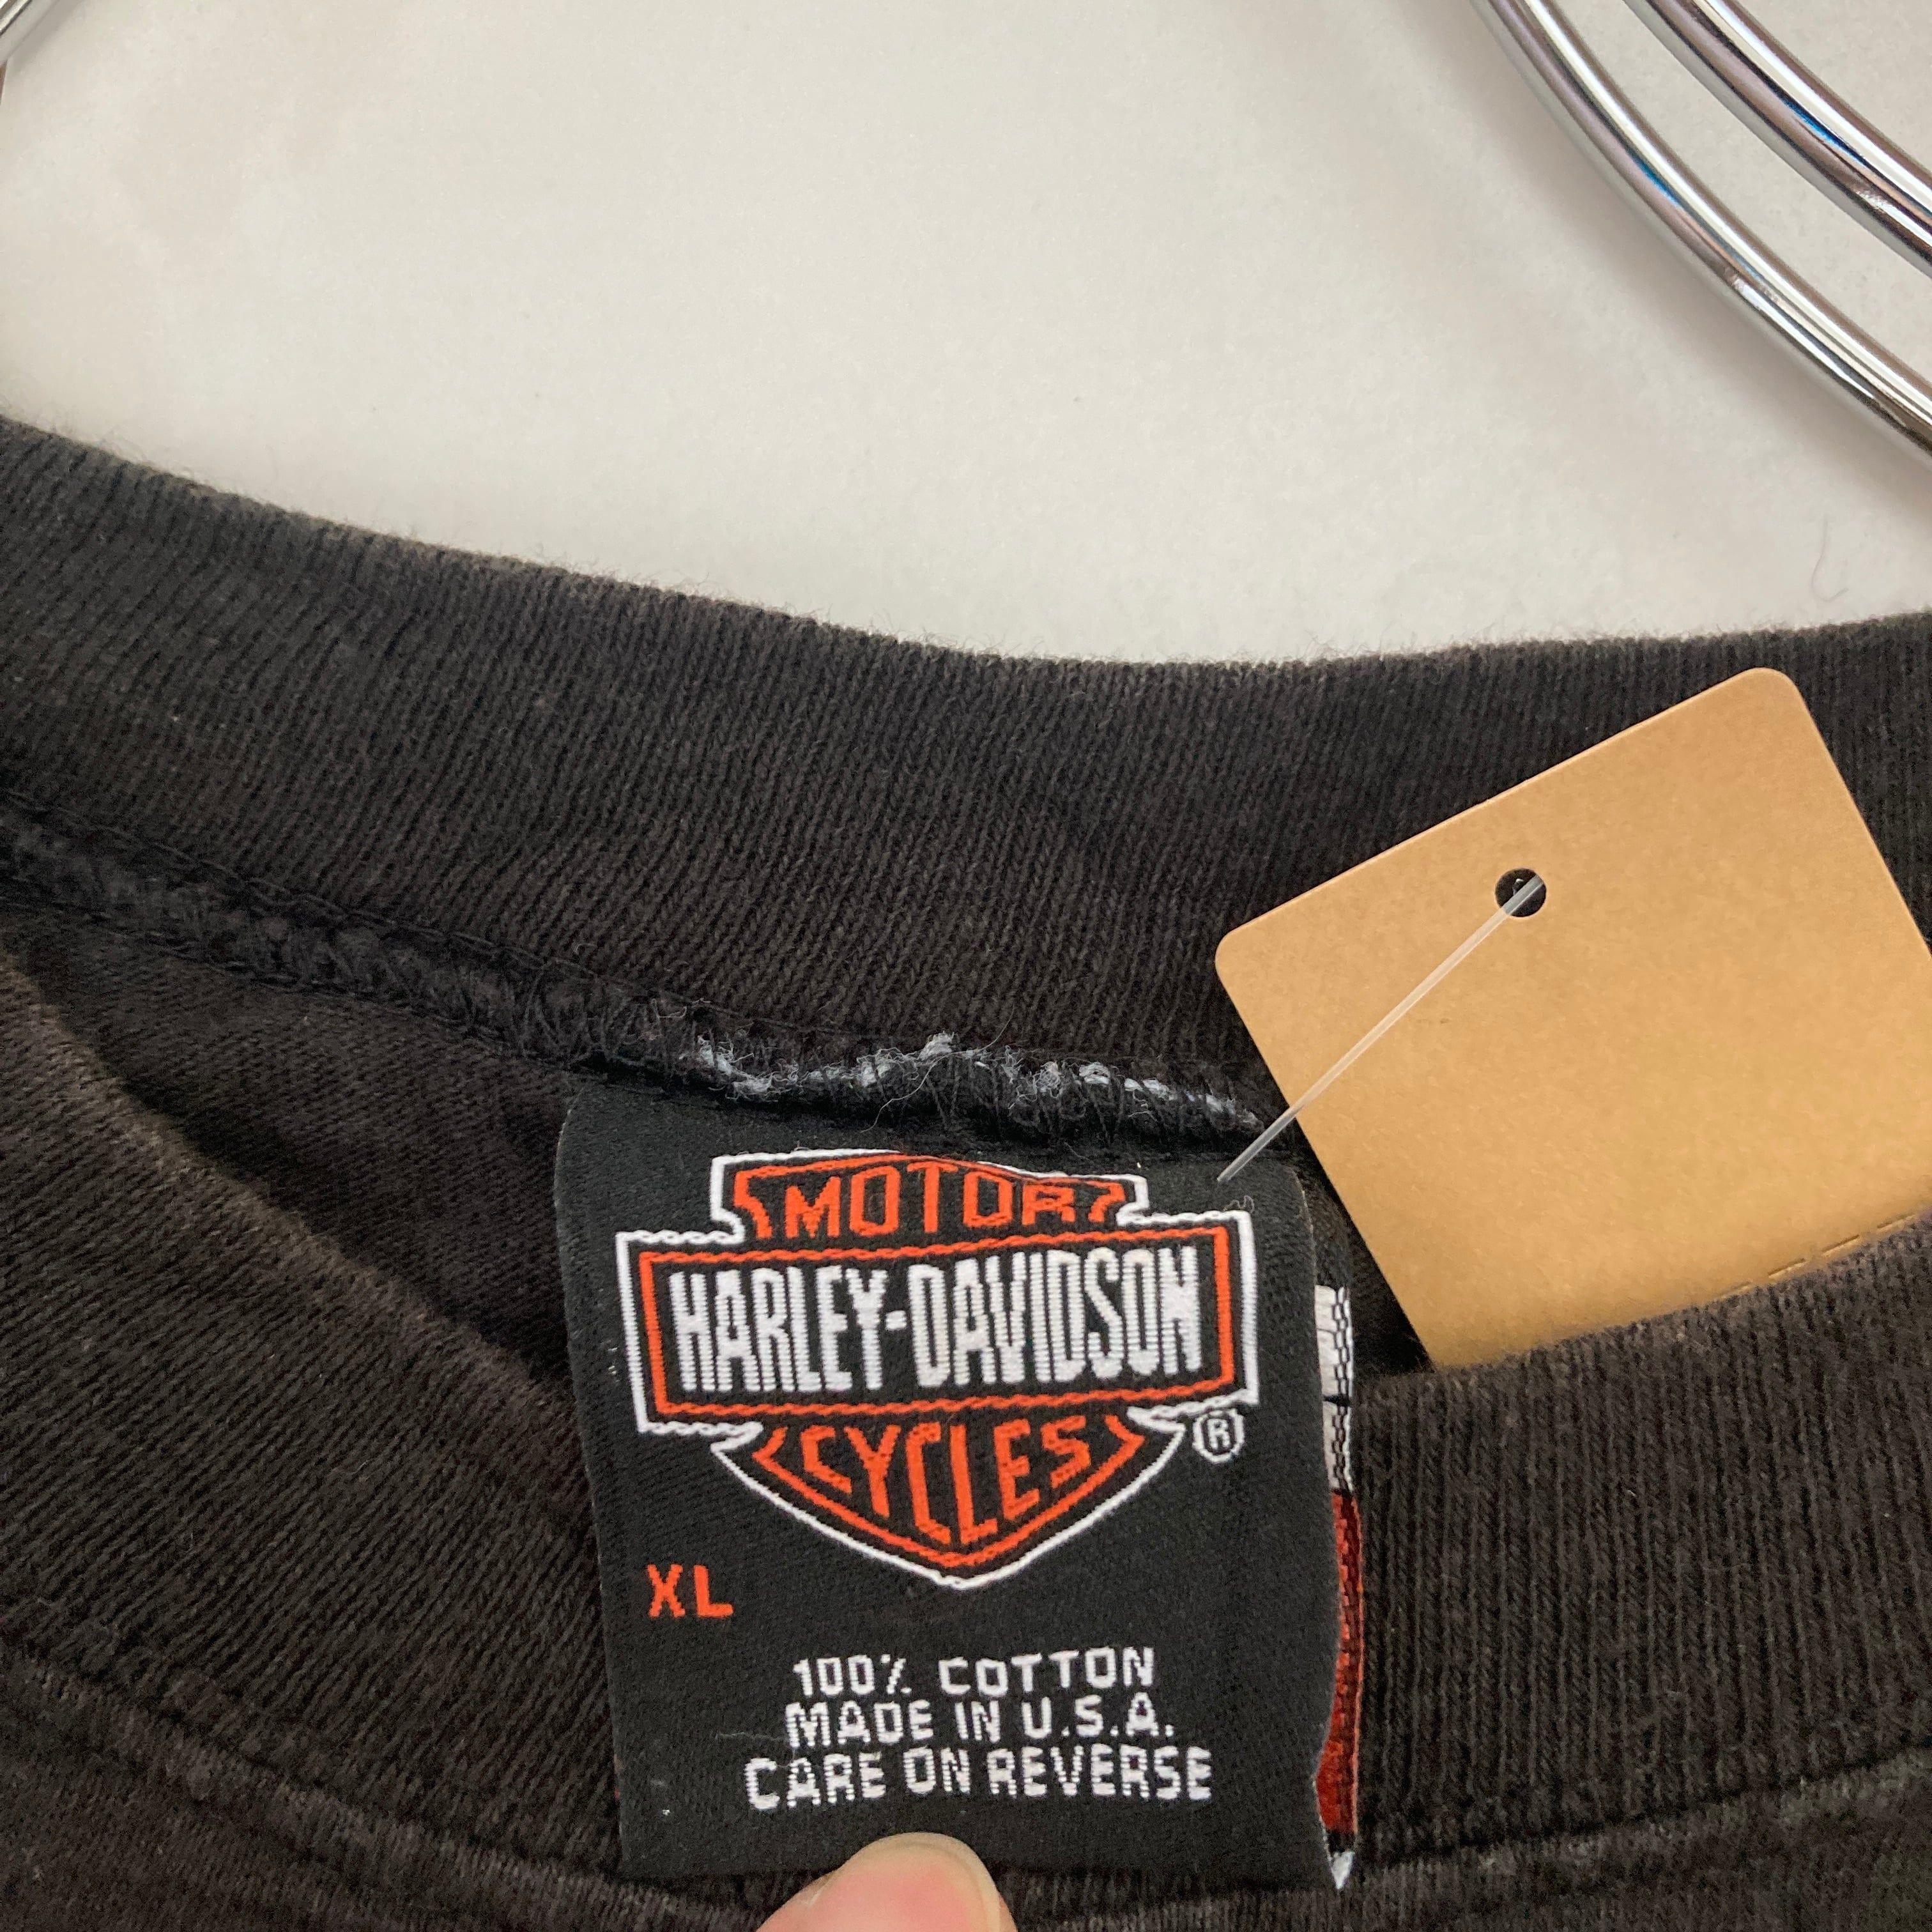 MOTOR
HARLEY-DAVIDSON
CYCLES
®
XL
100% COTTON
MADE IN U.S.A.
CARE ON REVERSE